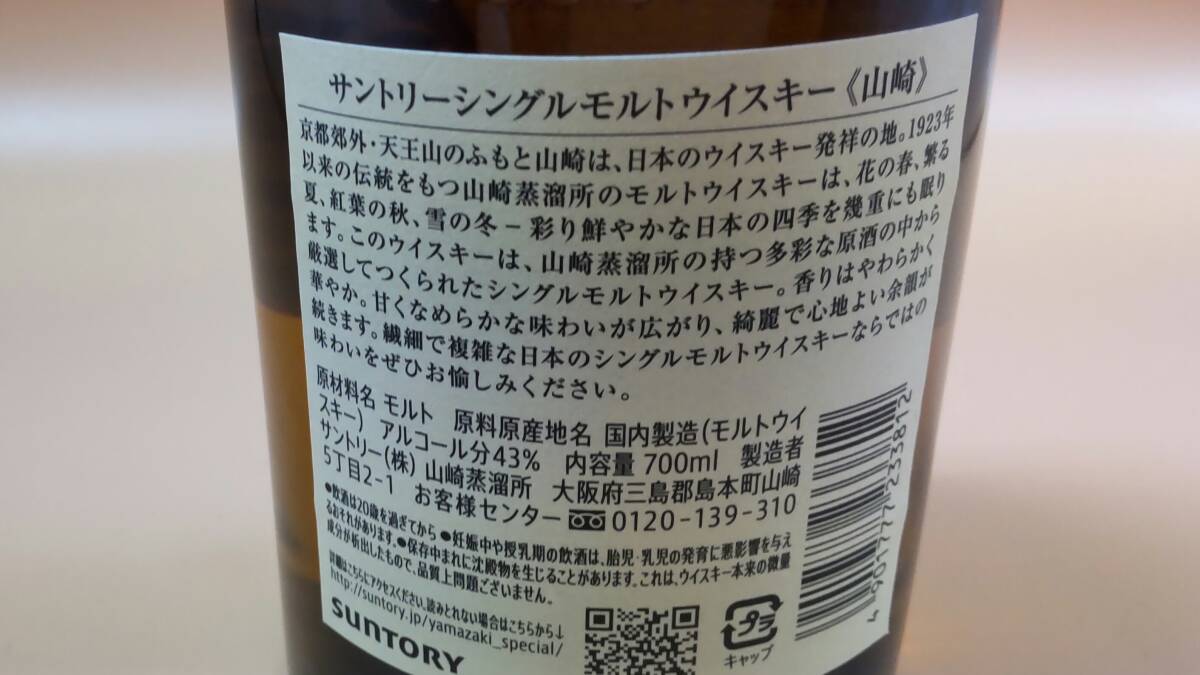 サントリーシングルモルトウイスキー《山崎》
京都郊外・天王山のふもと山崎は、日本のウイスキー発祥の地。1923年
以来の伝統をもつ山崎蒸溜所のモルトウイスキーは、花の春、繁る
夏、紅葉の秋、雪の冬－彩り鮮やかな日本の四季を幾重にも眠り
ます。このウイスキーは、山崎蒸溜所の持つ多彩な原酒の中から
厳選してつくられたシングルモルトウイスキー。香りはやわらかく
華やか。甘くなめらかな味わいが広がり、綺麗で心地よい余韻が
続きます。繊細で複雑な日本のシングルモルトウイスキーならではの
味わいをぜひお愉しみください。
原材料名 モルト 原料原産地名 国内製造(モルトウイ
スキー) アルコール分43% 内容量 700ml 製造者
サントリー(株) 山崎蒸溜所 大阪府三島郡島本町山崎
5丁目2-1 お客様センター 0120-139-310
●飲酒は20歳を過ぎてから ●妊娠中や授乳期の飲酒は、胎児・乳児の発育に悪影響を与え
るおそれがあります。●保存中まれに沈殿物を生じることがあります。これは、ウイスキー本来の微量
成分が析出したもので、品質上問題ございません。
詳細はこちらにアクセスください。読みとれない場合はこちらから↓
http://suntory.jp/yamazaki_special/
SUNTORY
プラ
キャップ
4 901777 233812